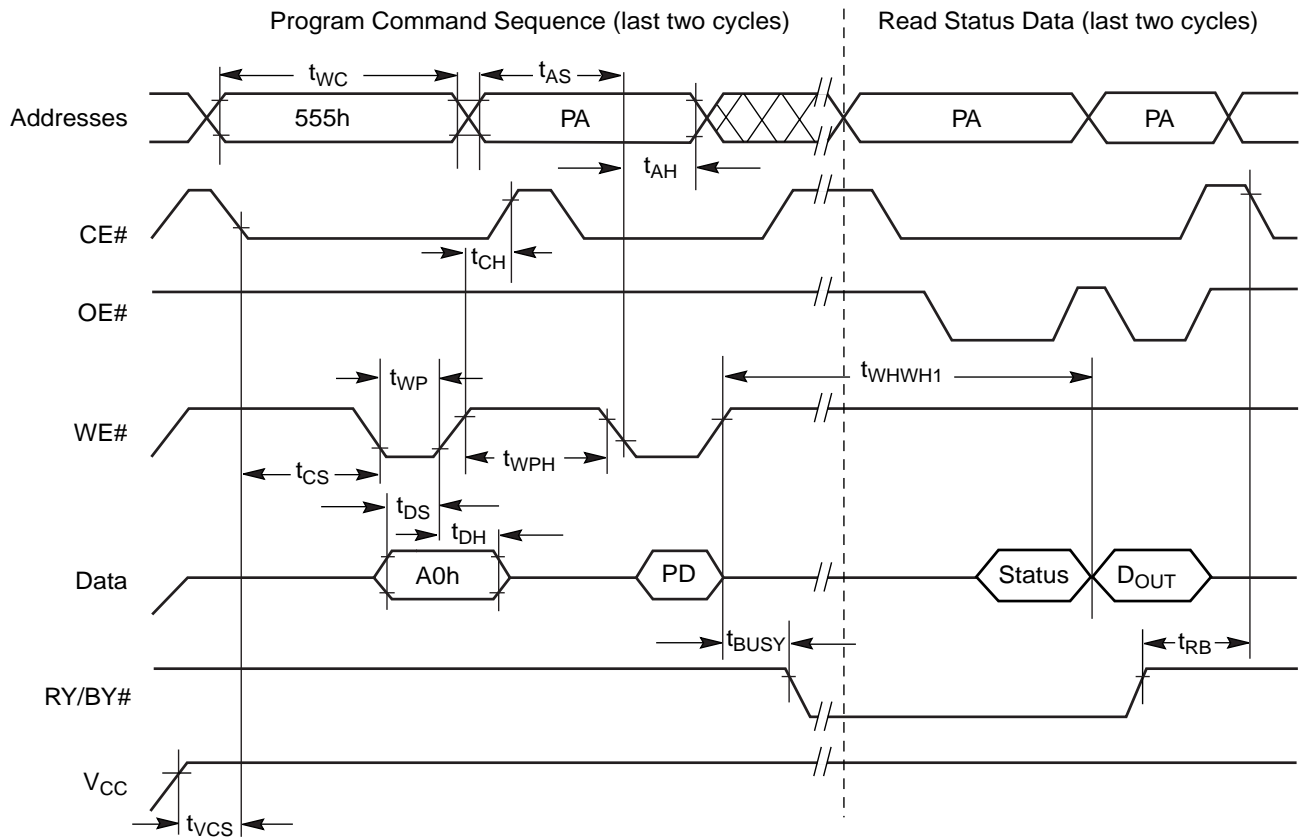 Program Command Sequence (last two cycles)
Read Status Data (last two cycles)
tWC
tAS
Addresses
555h
PA
PA
PA
tAH
CE#
tCH
OE#
tWP
tWHWH1
WE#
tCS
tWPH
tDS
tDH
Data
A0h
PD
Status
DOUT
tBUSY
tRB
RY/BY#
VCC
tVCS